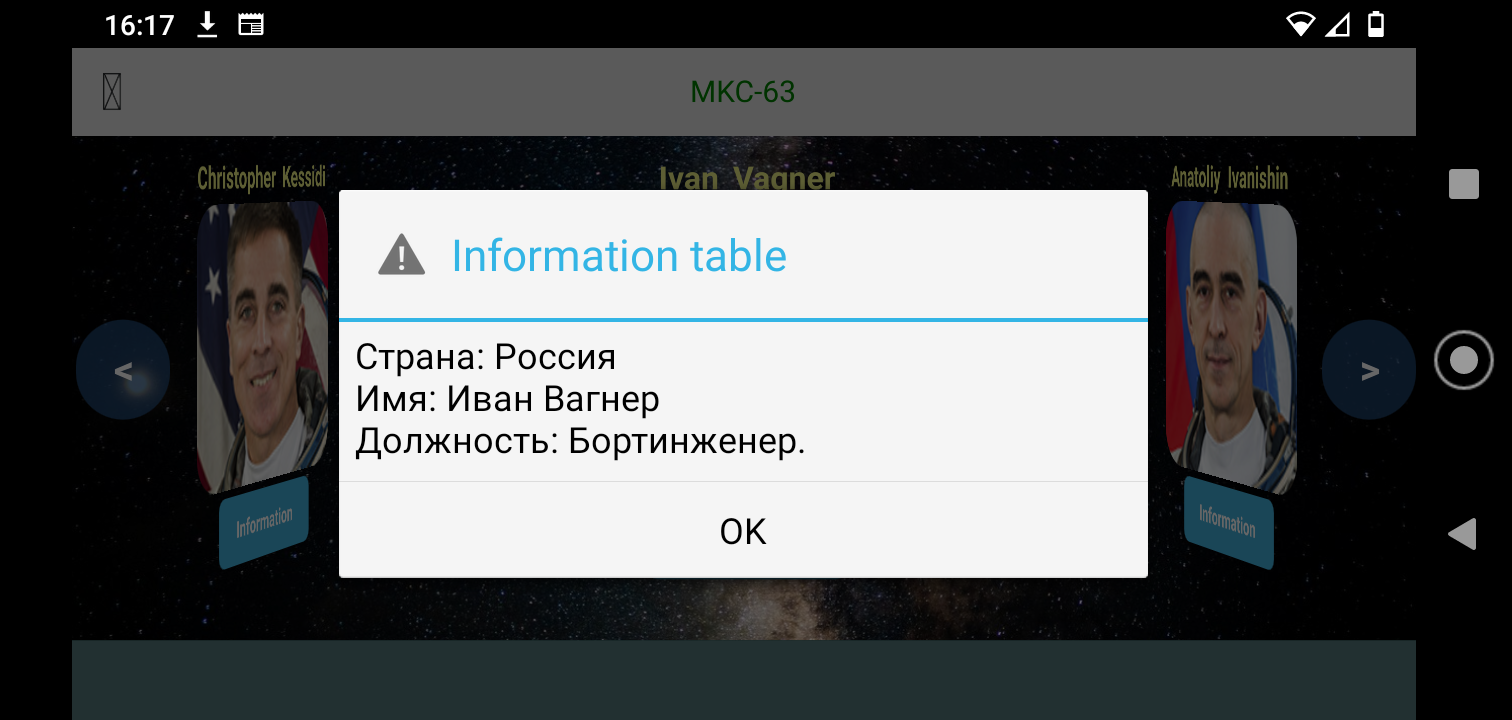 16:17
МКС-63
Christopher Kessidi
Ivan Vagner
Anatoliy Ivanishin
Information table
Страна: Россия
Имя: Иван Вагнер
Должность: Бортинженер.
OK
<
>
Information
Information